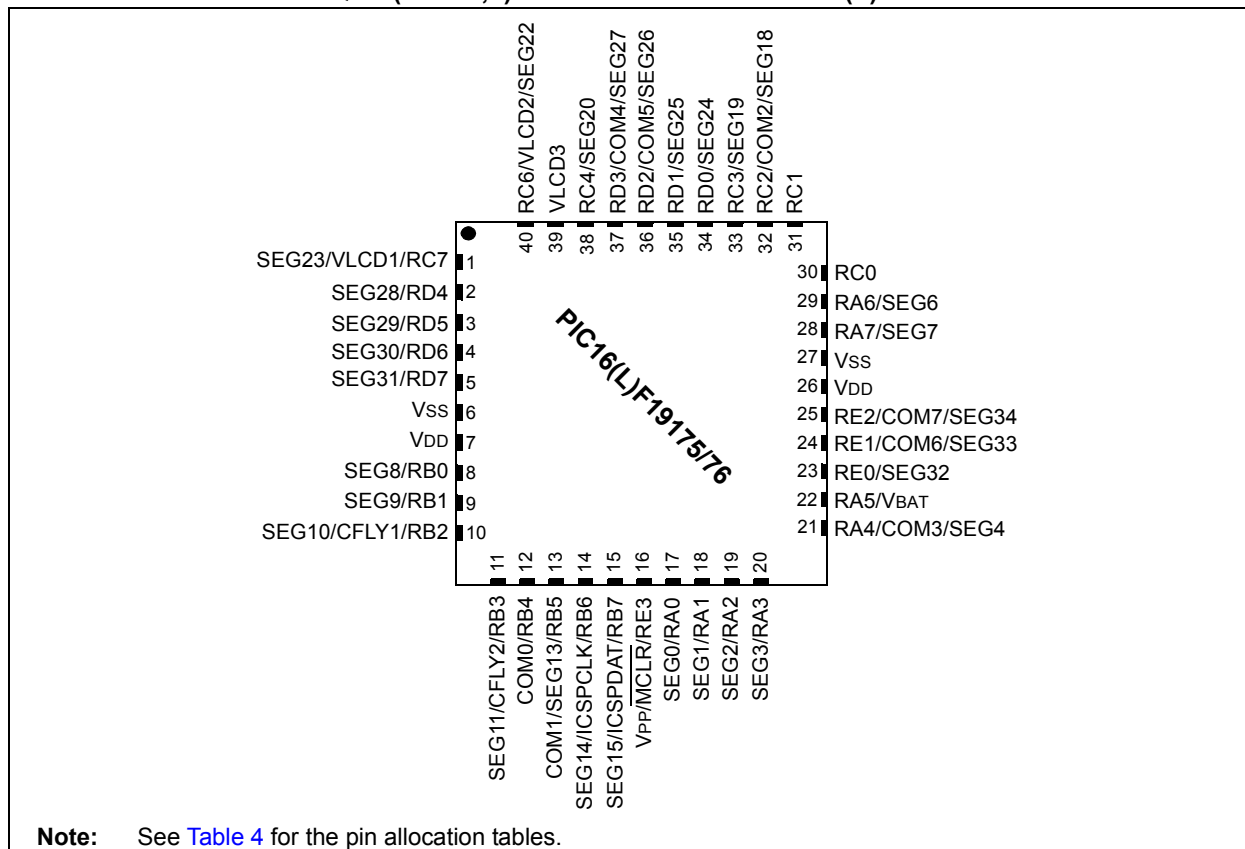 RC6/VLCD2/SEG22
VLCD3
RC4/SEG20
RD3/COM4/SEG27
RD2/COM5/SEG26
RD1/SEG25
RD0/SEG24
RC3/SEG19
RC2/COM2/SEG18
RC1
40
39
38
37
36
35
34
33
32
31
SEG23/VLCD1/RC7 1
SEG28/RD4 2
SEG29/RD5 3
SEG30/RD6 4
SEG31/RD7 5
VSS 6
VDD 7
SEG8/RB0 8
SEG9/RB1 9
SEG10/CFLY1/RB2 10
PIC16(L)F19175/76
30 RC0
29 RA6/SEG6
28 RA7/SEG7
27 VSS
26 VDD
25 RE2/COM7/SEG34
24 RE1/COM6/SEG33
23 RE0/SEG32
22 RA5/VBAT
21 RA4/COM3/SEG4
11
12
13
14
15
16
17
18
19
20
SEG11/CFLY2/RB3
COM0/RB4
COM1/SEG13/RB5
SEG14/ICSPCLK/RB6
SEG15/ICSPDAT/RB7
VPP/MCLR/RE3
SEG0/RA0
SEG1/RA1
SEG2/RA2
SEG3/RA3
Note: See Table 4 for the pin allocation tables.